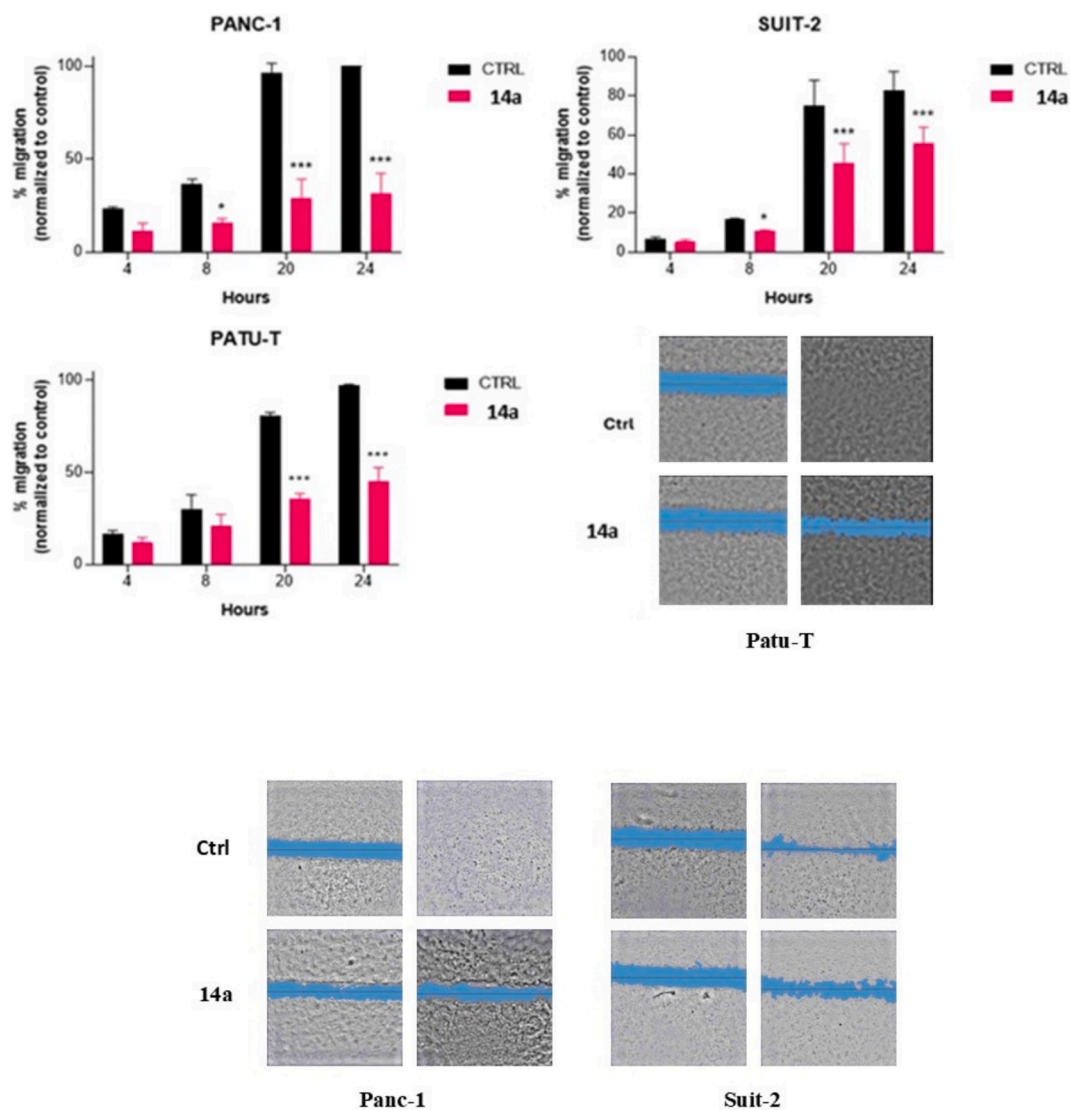 PANC-1
% migration
(normalized to control)
100
50
0
*
***
***
4 8 20 24
Hours
CTRL
14a
SUIT-2
% migration
(normalized to control)
100
80
60
40
20
0
*
***
***
4 8 20 24
Hours
CTRL
14a
PATU-T
% migration
(normalized to control)
100
50
0
***
***
4 8 20 24
Hours
CTRL
14a
Ctrl
14a
Patu-T
Ctrl
14a
Panc-1
Suit-2